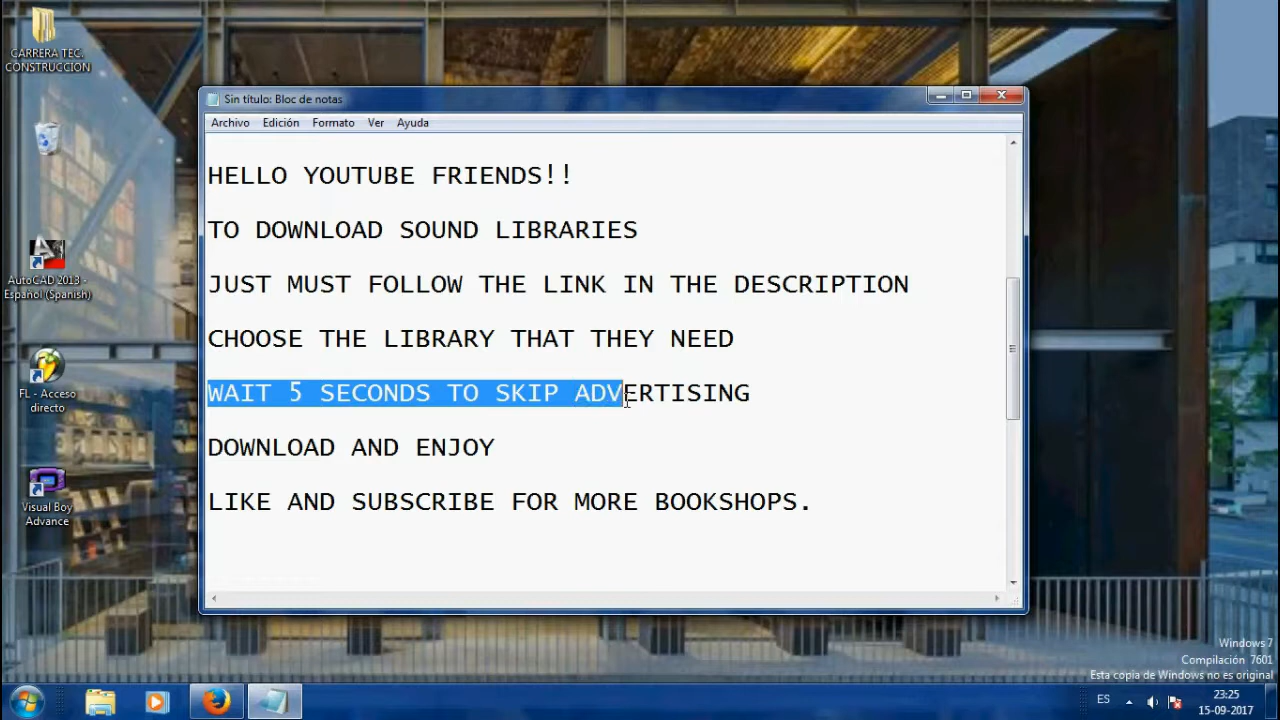 CARRERA TEC.
CONSTRUCCION
AutoCAD 2013 -
Español (Spanish)
FL - Acceso
directo
Visual Boy
Advance
Sin título: Bloc de notas
Archivo Edición Formato Ver Ayuda
HELLO YOUTUBE FRIENDS!!
TO DOWNLOAD SOUND LIBRARIES
JUST MUST FOLLOW THE LINK IN THE DESCRIPTION
CHOOSE THE LIBRARY THAT THEY NEED
WAIT 5 SECONDS TO SKIP ADVERTISING
DOWNLOAD AND ENJOY
LIKE AND SUBSCRIBE FOR MORE BOOKSHOPS.
Windows 7
Compilación 7601
Esta copia de Windows no es original
ES
23:25
15-09-2017